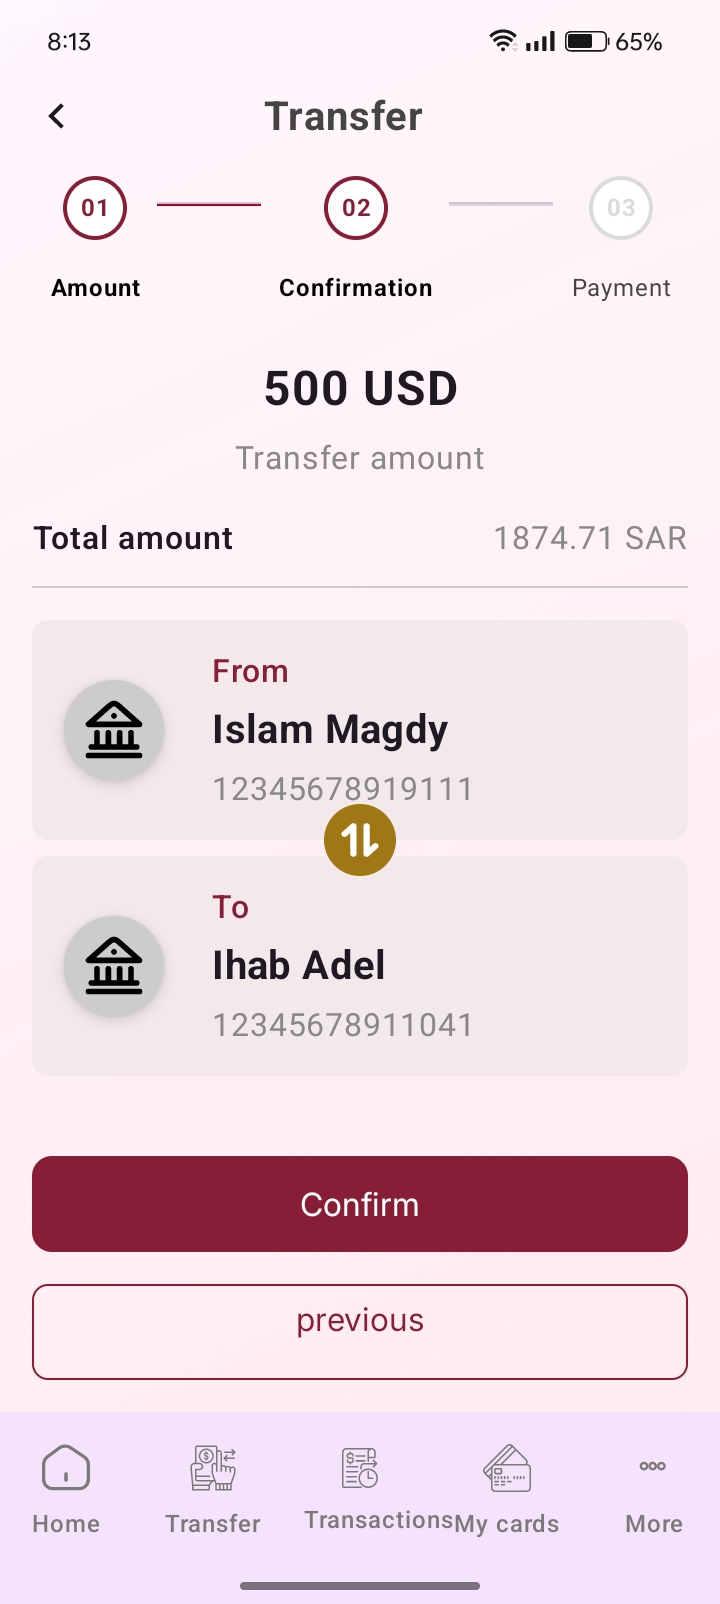 8:13
65%
Transfer
01
02
03
Amount
Confirmation
Payment
500 USD
Transfer amount
Total amount
1874.71 SAR
From
Islam Magdy
12345678919111
To
Ihab Adel
12345678911041
Confirm
previous
Home
Transfer
Transactions
My cards
More